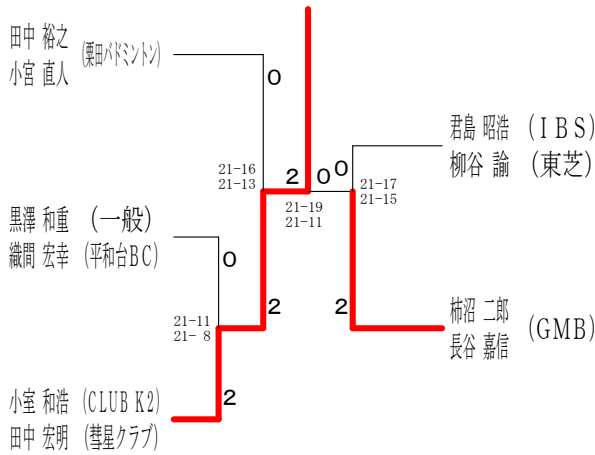 田中 裕之 (栗田バドミントン)
小宮 直人
0
21-16
21-13
2
0
0
21-19
21-11
君島 昭浩 (IBS)
柳谷 諭 (東芝)
21-17
21-15
黒澤 和重 (一般)
織間 宏幸 (平和台BC)
0
2
2
柿沼 二郎 (GMB)
長谷 嘉信
21-11
21- 8
小室 和浩 (CLUB K2)
田中 宏明 (彗星クラブ)
2